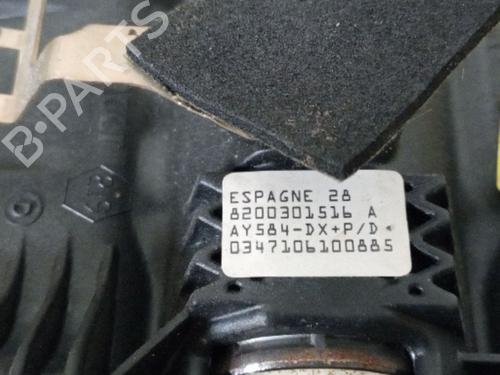 B-PARTS
ESPAGNE 28
8200301516 A
AY584-DX+P/D
0347106100885